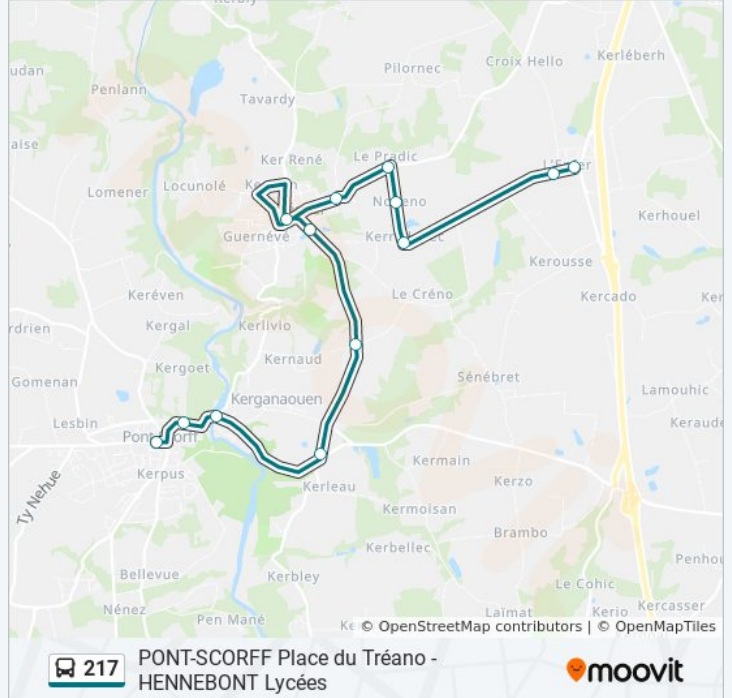 Kerbly
Kerléberh
Croix Hello
Pilornec
udan
Penlann
Tavardy
aise
Ker René
Le Pradic
Lomener
Locunolé
Kerhouel
Guernévé
Kerousse
Keréven
Le Créno
Kercado
Ker
rdrien
Kergal
Kerlivio
Kernaud
Kergoet
Sénébret
Gomenan
Lamouhic
Kerganaouen
Lesbin
Keraude
Kermain
Kerpus
Kerleau
Kerzo
Ty Nehue
Kermoisan
Brambo
Kerbellec
Penhou
Bellevue
Kerbley
Le Cohic
Nénez
Pen Mané
Laïmat
Kerio
Kercasser
© OpenStreetMap contributors | © OpenMapTiles
217
PONT-SCORFF Place du Tréano -
HENNEBONT Lycées
moovit